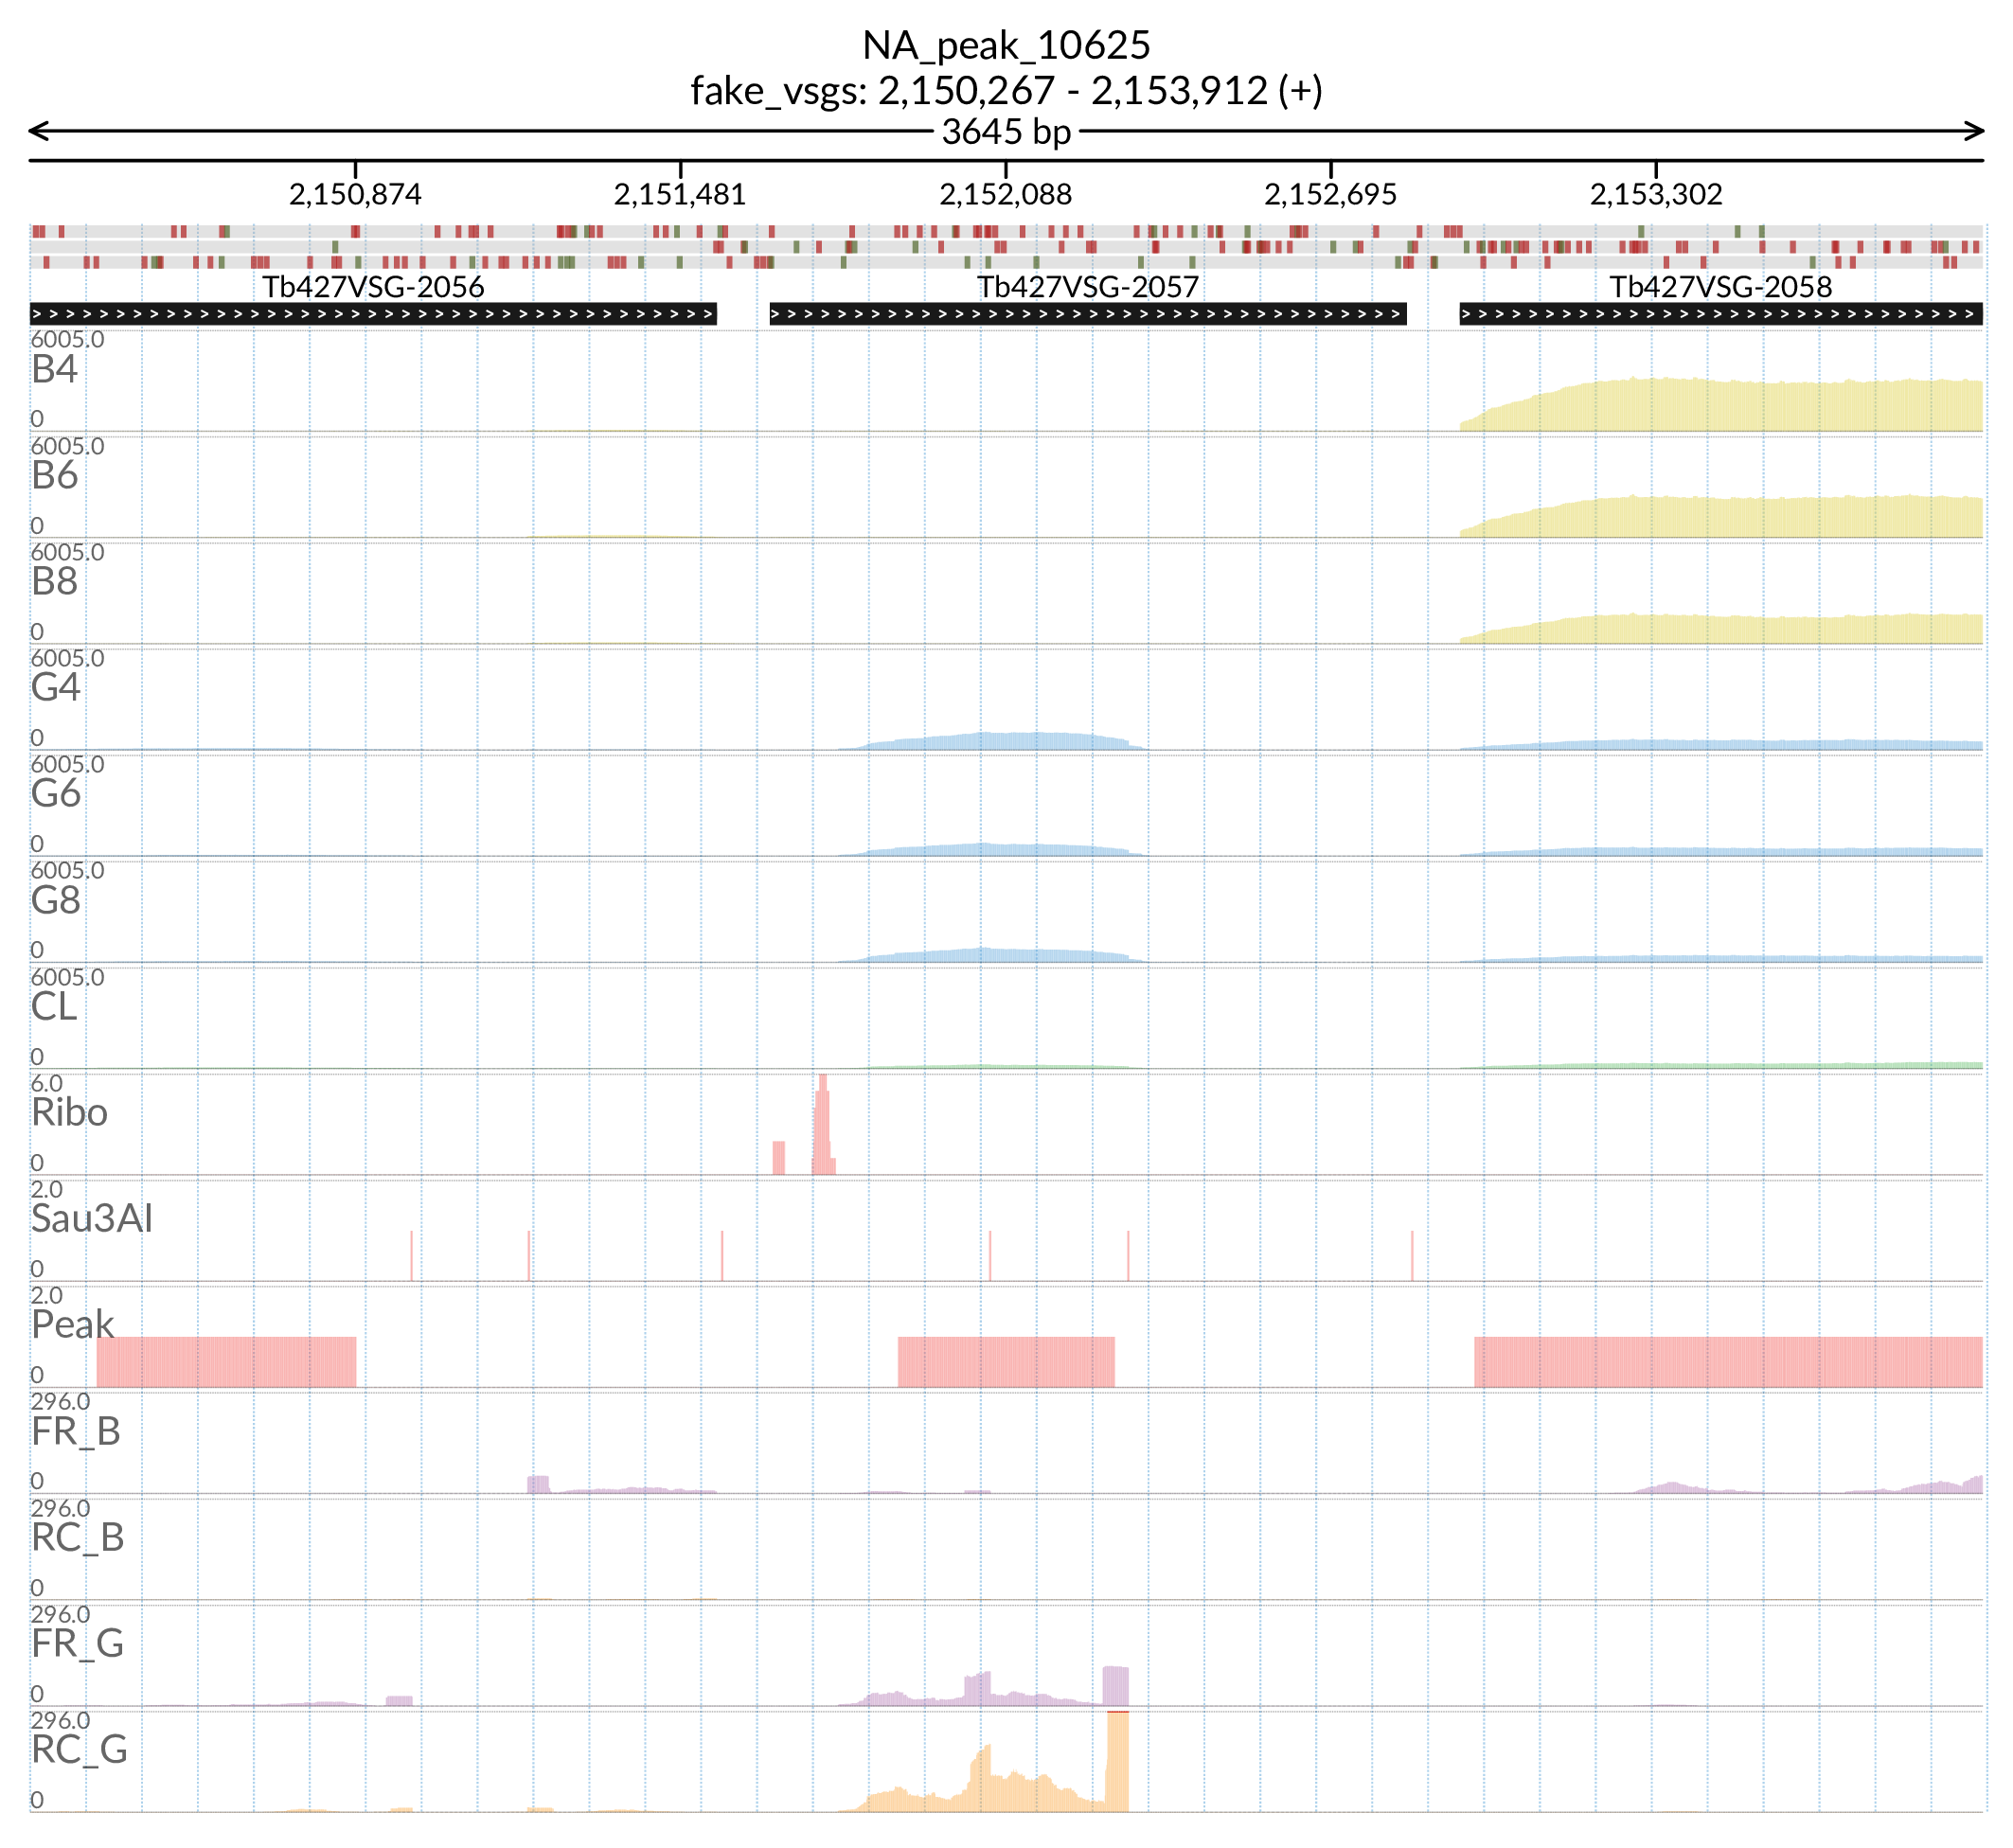 NA_peak_10625
fake_vsgs: 2,150,267 - 2,153,912 (+)
3645 bp
2,150,874 2,151,481 2,152,088 2,152,695 2,153,302
Tb427VSG-2056 Tb427VSG-2057 Tb427VSG-2058
6005.0
B4
0
6005.0
B6
0
6005.0
B8
0
6005.0
G4
0
6005.0
G6
0
6005.0
G8
0
6005.0
CL
0
6.0
Ribo
0
2.0
Sau3AI
0
2.0
Peak
0
296.0
FR_B
0
296.0
RC_B
0
296.0
FR_G
0
296.0
RC_G
0